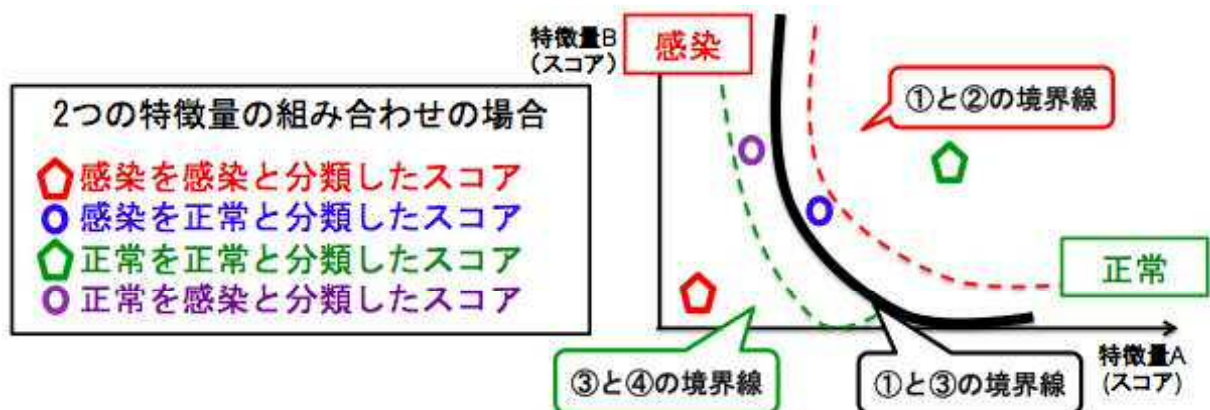 2つの特徴量の組み合わせの場合
感染を感染と分類したスコア
感染を正常と分類したスコア
正常を正常と分類したスコア
正常を感染と分類したスコア
特徴量B
(スコア)
感染
①と②の境界線
正常
③と④の境界線
①と③の境界線
特徴量A
(スコア)